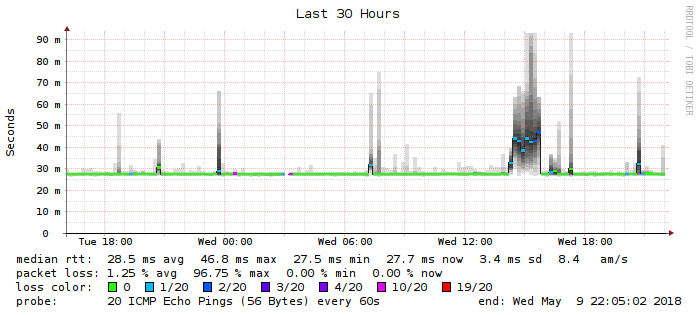 Last 30 Hours
RRDTOOL / TOBI OETIKER
Seconds
90 m
80 m
70 m
60 m
50 m
40 m
30 m
20 m
10 m
0
Tue 18:00 Wed 00:00 Wed 06:00 Wed 12:00 Wed 18:00
median rtt: 28.5 ms avg 46.8 ms max 27.5 ms min 27.7 ms now 3.4 ms sd 8.4 am/s
packet loss: 1.25 % avg 96.75 % max 0.00 % min 0.00 % now
loss color: 0 1/20 2/20 3/20 4/20 10/20 19/20
probe: 20 ICMP Echo Pings (56 Bytes) every 60s end: Wed May 9 22:05:02 2018